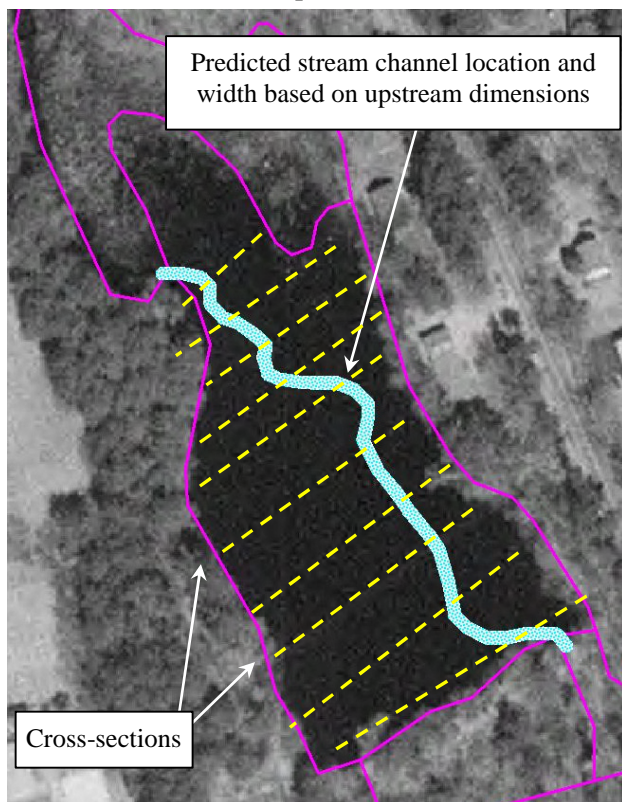 Predicted stream channel location and
width based on upstream dimensions
Cross-sections